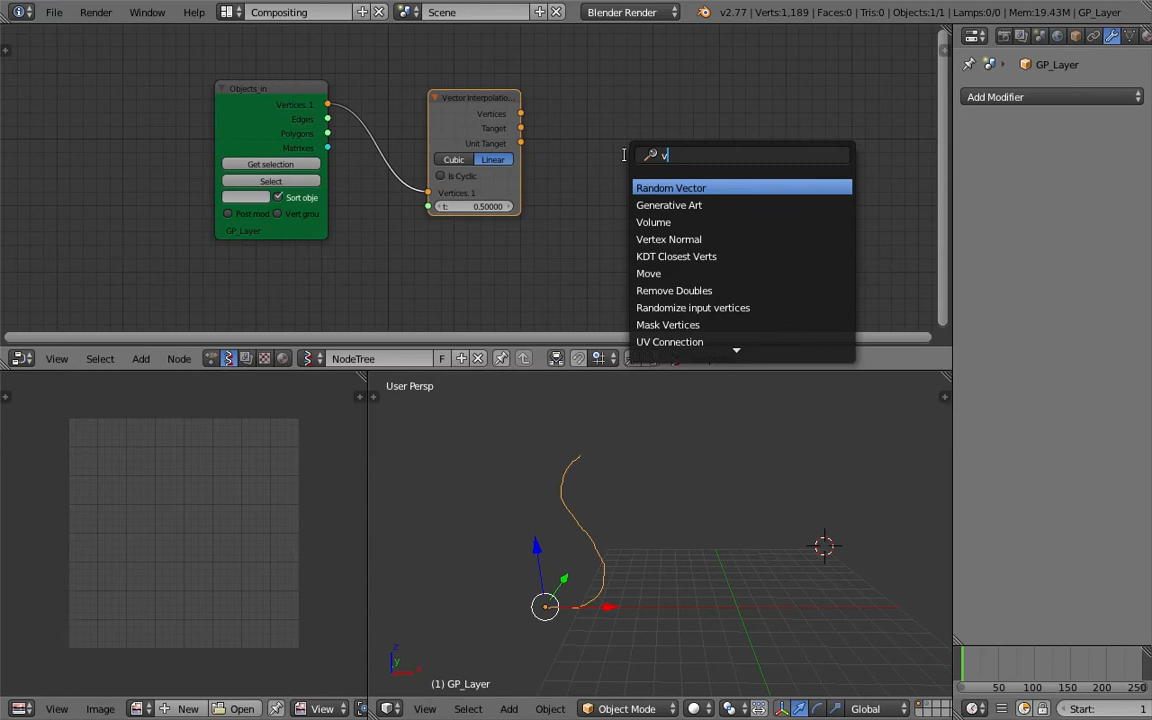 File Render Window Help Compositing Scene Blender Render v2.77 | Verts:1,189 | Faces:0 | Tris:0 | Objects:1/1 | Lamps:0/0 | Mem:19.43M | GP_Layer
Objects_in
Vertices.1
Edges
Polygons
Matrixes
Get selection
Select
Sort obje
Post mod Vert grou
GP_Layer
Vector Interpolatio...
Vertices
Tanget
Unit Tanget
Cubic Linear
Is Cyclic
Vertices.1
t: 0.50000
v
Random Vector
Generative Art
Volume
Vertex Normal
KDT Closest Verts
Move
Remove Doubles
Randomize input vertices
Mask Vertices
UV Connection
GP_Layer
Add Modifier
View Select Add Node NodeTree F
User Persp
z
y
x
(1) GP_Layer
View Image New Open View
View Select Add Object Object Mode Global
50 100 150 200 250
Start: 1